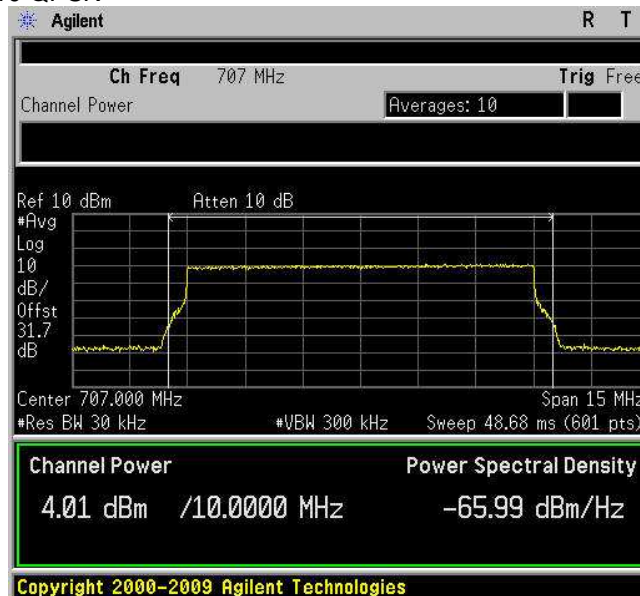 Agilent R T
Ch Freq 707 MHz Trig Free
Channel Power Averages: 10
Ref 10 dBm Atten 10 dB
#Avg
Log
10
dB/
Offst
31.7
dB
Center 707.000 MHz Span 15 MHz
#Res BW 30 kHz #VBW 300 kHz Sweep 48.68 ms (601 pts)
Channel Power Power Spectral Density
4.01 dBm /10.0000 MHz -65.99 dBm/Hz
Copyright 2000-2009 Agilent Technologies